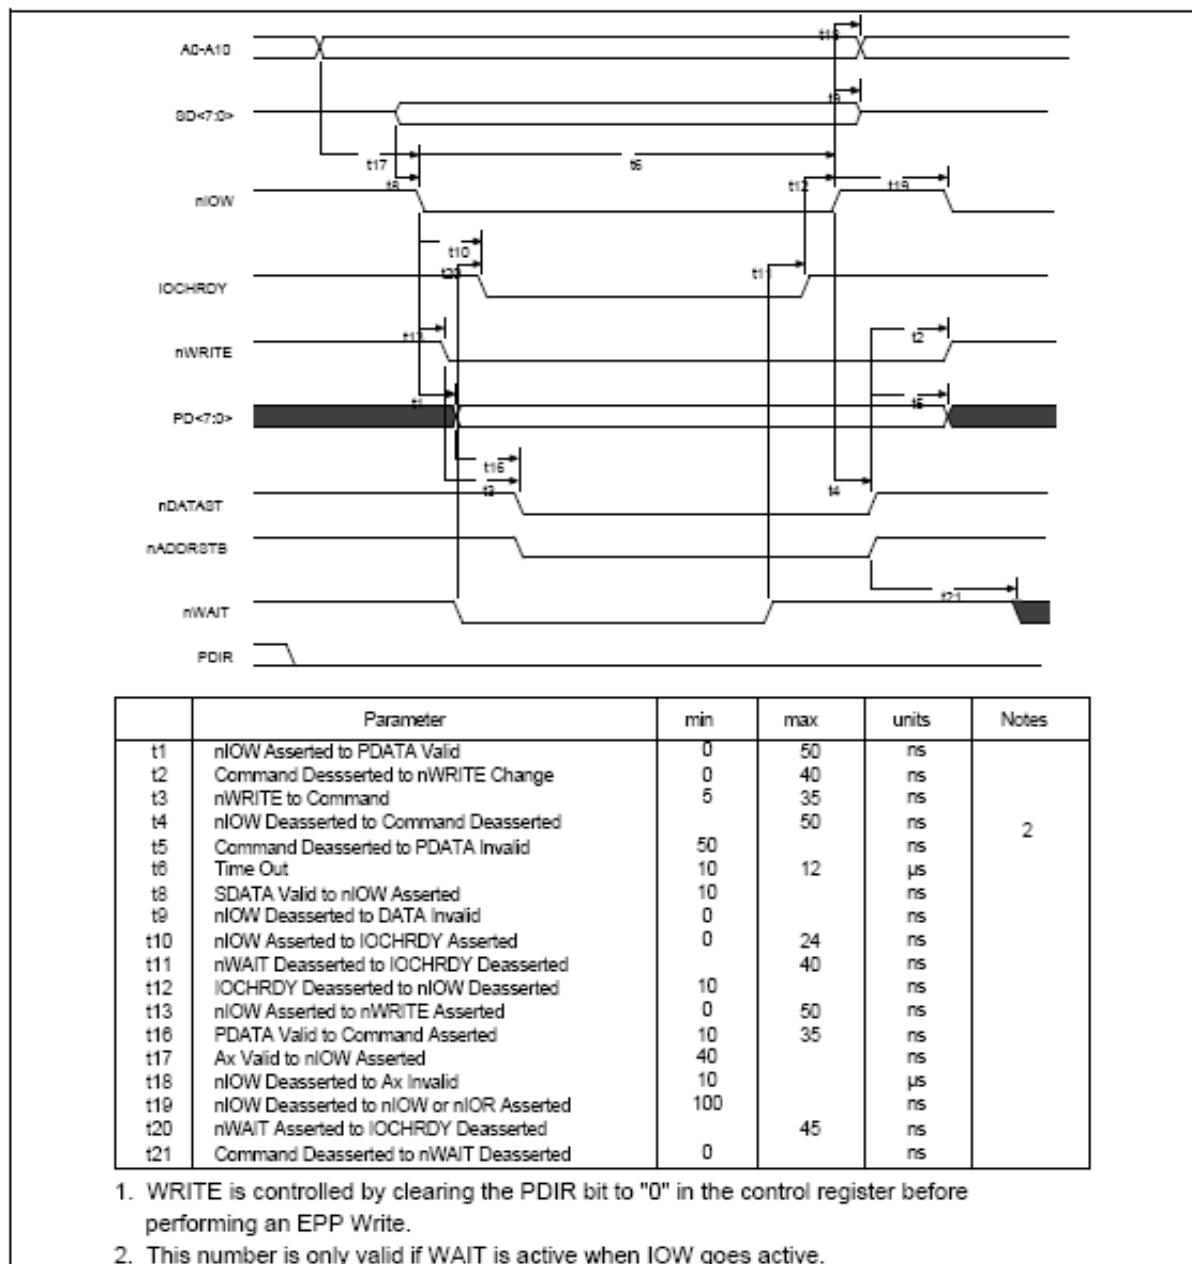 A0-A10
t18
t9
SD<7:0>
t17
t6
t8
t12
t19
nIOW
t10
t20
t11
IOCHRDY
t13
t2
nWRITE
t1
t5
PD<7:0>
t16
t3
t4
nDATAST
nADDRSTB
t21
nWAIT
PDIR
Parameter min max units Notes
t1 nIOW Asserted to PDATA Valid 0 50 ns
t2 Command Dessserted to nWRITE Change 0 40 ns
t3 nWRITE to Command 5 35 ns
t4 nIOW Deasserted to Command Deasserted 50 ns 2
t5 Command Deasserted to PDATA Invalid 50 ns
t6 Time Out 10 12 µs
t8 SDATA Valid to nIOW Asserted 10 ns
t9 nIOW Deasserted to DATA Invalid 0 ns
t10 nIOW Asserted to IOCHRDY Asserted 0 24 ns
t11 nWAIT Deasserted to IOCHRDY Deasserted 40 ns
t12 IOCHRDY Deasserted to nIOW Deasserted 10 ns
t13 nIOW Asserted to nWRITE Asserted 0 50 ns
t16 PDATA Valid to Command Asserted 10 35 ns
t17 Ax Valid to nIOW Asserted 40 ns
t18 nIOW Deasserted to Ax Invalid 10 µs
t19 nIOW Deasserted to nIOW or nIOR Asserted 100 ns
t20 nWAIT Asserted to IOCHRDY Deasserted 45 ns
t21 Command Deasserted to nWAIT Deasserted 0 ns
1. WRITE is controlled by clearing the PDIR bit to "0" in the control register before
performing an EPP Write.
2. This number is only valid if WAIT is active when IOW goes active.